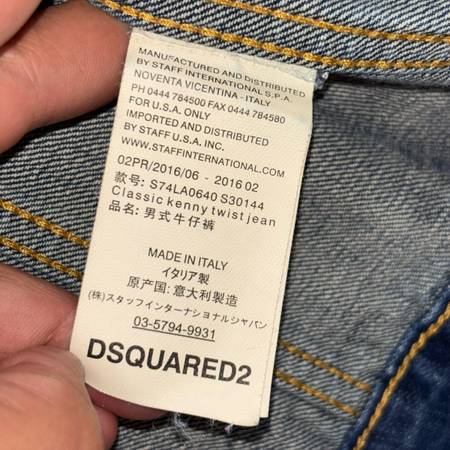 MANUFACTURED AND DISTRIBUTED
BY STAFF INTERNATIONAL S.P.A.
NOVENTA VICENTINA - ITALY
PH 0444 784500 FAX 0444 784580
FOR U.S.A. ONLY
IMPORTED AND DISTRIBUTED
BY STAFF U.S.A. INC.
WWW.STAFFINTERNATIONAL.COM
02PR/2016/06 - 2016 02
款号: S74LA0640 S30144
Classic kenny twist jean
品名: 男式牛仔裤
MADE IN ITALY
イタリア製
原产国: 意大利製造
(株)スタッフインターナショナルジャパン
03-5794-9931
DSQUARED2